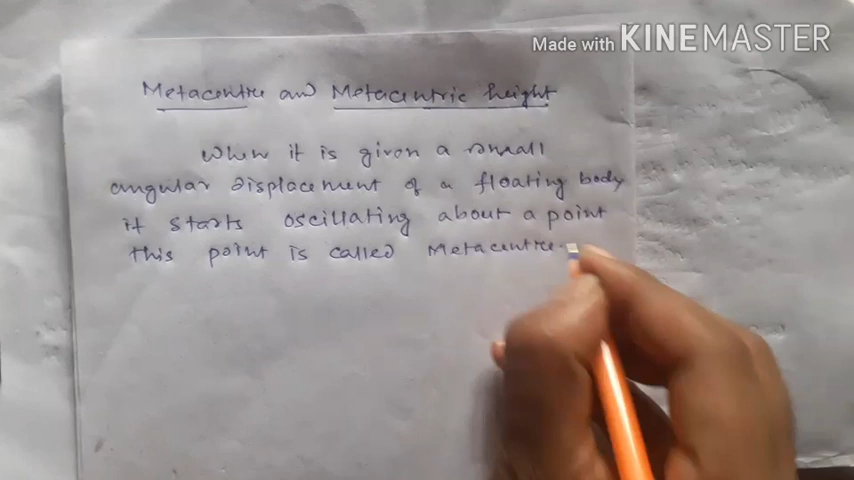 Made with KINEMASTER
Metacentre and Metacentric height
When it is given a small
angular displacement of a floating body
it starts oscillating about a point
this point is called Metacentre.